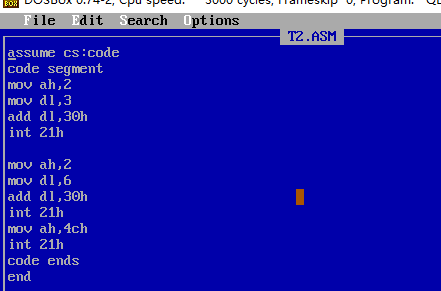 DOSBox 0.74-2, Cpu speed: 3000 cycles, Frameskip 0, Program:
File Edit Search Options
T2.ASM
assume cs:code
code segment
mov ah,2
mov dl,3
add dl,30h
int 21h
mov ah,2
mov dl,6
add dl,30h
int 21h
mov ah,4ch
int 21h
code ends
end